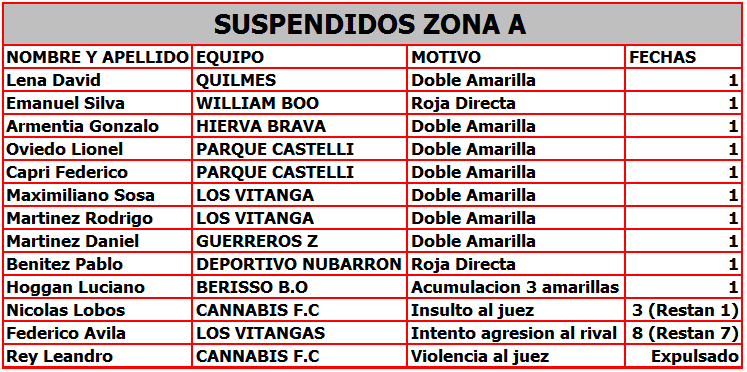 SUSPENDIDOS ZONA A
NOMBRE Y APELLIDO EQUIPO MOTIVO FECHAS
Lena David QUILMES Doble Amarilla 1
Emanuel Silva WILLIAM BOO Roja Directa 1
Armentia Gonzalo HIERVA BRAVA Doble Amarilla 1
Oviedo Lionel PARQUE CASTELLI Doble Amarilla 1
Capri Federico PARQUE CASTELLI Doble Amarilla 1
Maximiliano Sosa LOS VITANGA Doble Amarilla 1
Martinez Rodrigo LOS VITANGA Doble Amarilla 1
Martinez Daniel GUERREROS Z Doble Amarilla 1
Benitez Pablo DEPORTIVO NUBARRON Roja Directa 1
Hoggan Luciano BERISSO B.O Acumulacion 3 amarillas 1
Nicolas Lobos CANNABIS F.C Insulto al juez 3 (Restan 1)
Federico Avila LOS VITANGAS Intento agresion al rival 8 (Restan 7)
Rey Leandro CANNABIS F.C Violencia al juez Expulsado